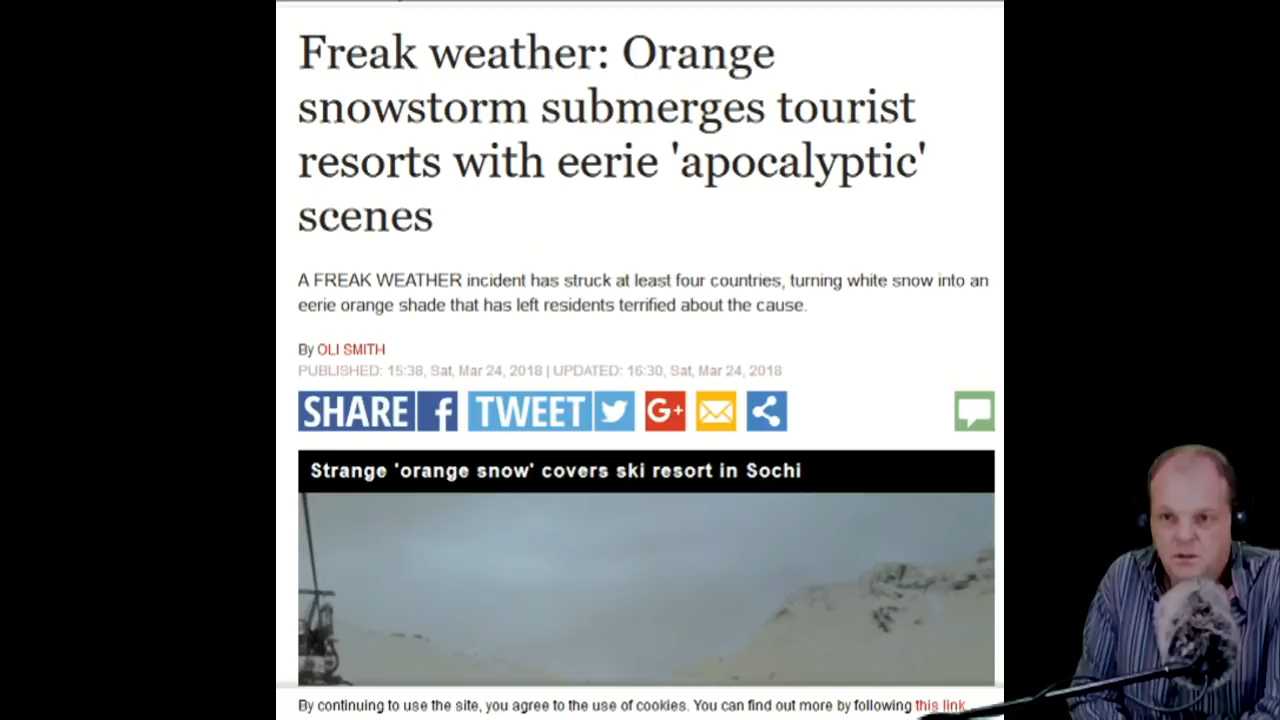 Freak weather: Orange
snowstorm submerges tourist
resorts with eerie 'apocalyptic'
scenes
A FREAK WEATHER incident has struck at least four countries, turning white snow into an
eerie orange shade that has left residents terrified about the cause.
By OLI SMITH
PUBLISHED: 15:38, Sat, Mar 24, 2018 | UPDATED: 16:30, Sat, Mar 24, 2018
SHARE f TWEET G+
Strange 'orange snow' covers ski resort in Sochi
By continuing to use the site, you agree to the use of cookies. You can find out more by following this link